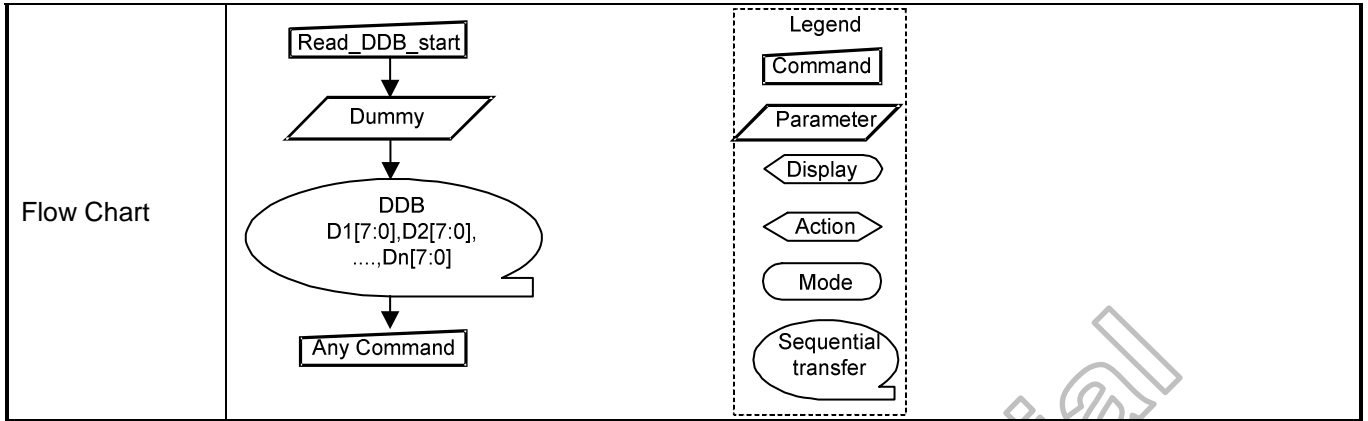 Flow Chart
Read_DDB_start
Dummy
DDB
D1[7:0],D2[7:0],
....,Dn[7:0]
Any Command
Legend
Command
Parameter
Display
Action
Mode
Sequential
transfer